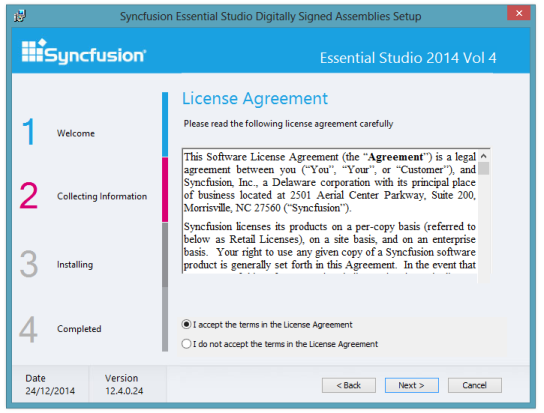 Syncfusion Essential Studio Digitally Signed Assemblies Setup
Syncfusion
Essential Studio 2014 Vol 4
License Agreement
Please read the following license agreement carefully
1 Welcome
2 Collecting Information
3 Installing
4 Completed
This Software License Agreement (the “Agreement”) is a legal
agreement between you (“You”, “Your”, or “Customer”), and
Syncfusion, Inc., a Delaware corporation with its principal place
of business located at 2501 Aerial Center Parkway, Suite 200,
Morrisville, NC 27560 (“Syncfusion”).
Syncfusion licenses its products on a per-copy basis (referred to
below as Retail Licenses), on a site basis, and on an enterprise
basis. Your right to use any given copy of a Syncfusion software
product is generally set forth in this Agreement. In the event that
I accept the terms in the License Agreement
I do not accept the terms in the License Agreement
Date
24/12/2014
Version
12.4.0.24
< Back
Next >
Cancel